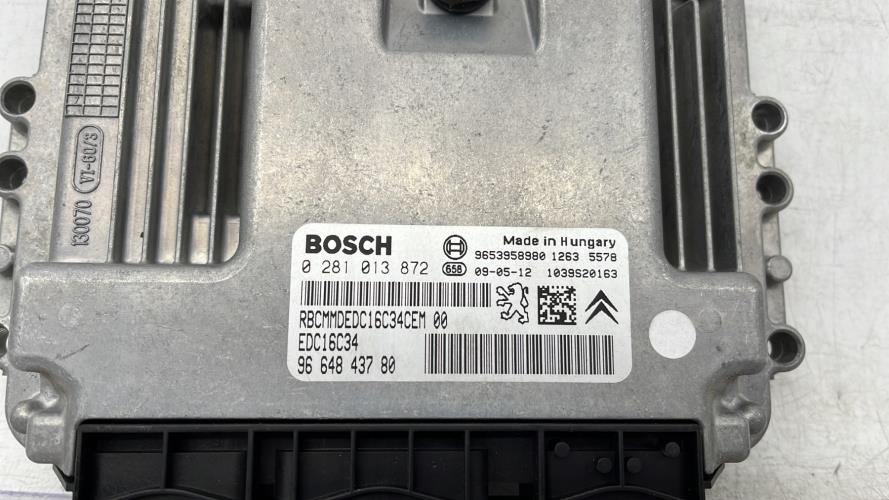 130070 VI-60/3
BOSCH
Made in Hungary
9653958980 1263 5578
0 281 013 872
658 09-05-12 1039S20163
RBCMMDEDC16C34CEM 00
EDC16C34
96 648 437 80